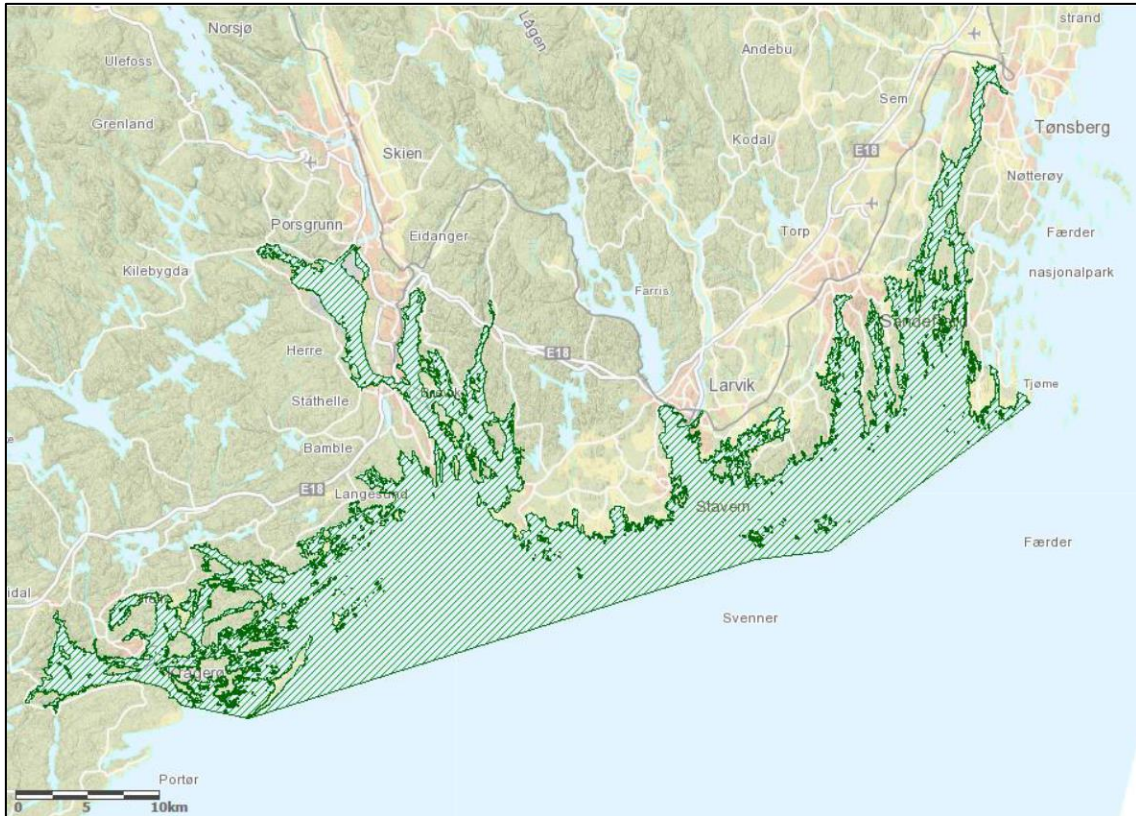 Norsjø
Lågen
strand
Ulefoss
Andebu
Sem
Grenland
Tønsberg
Skien
Kodal
E18
Nøtterøy
Porsgrunn
Eidanger
Torp
Færder
Kilebygda
nasjonalpark
Farris
Sandefjord
Herre
E18
Larvik
Tjøme
Stathelle
Bamble
E18
Langesund
Stavern
Færder
idal
Svenner
Kragerø
Portør
0 5 10km